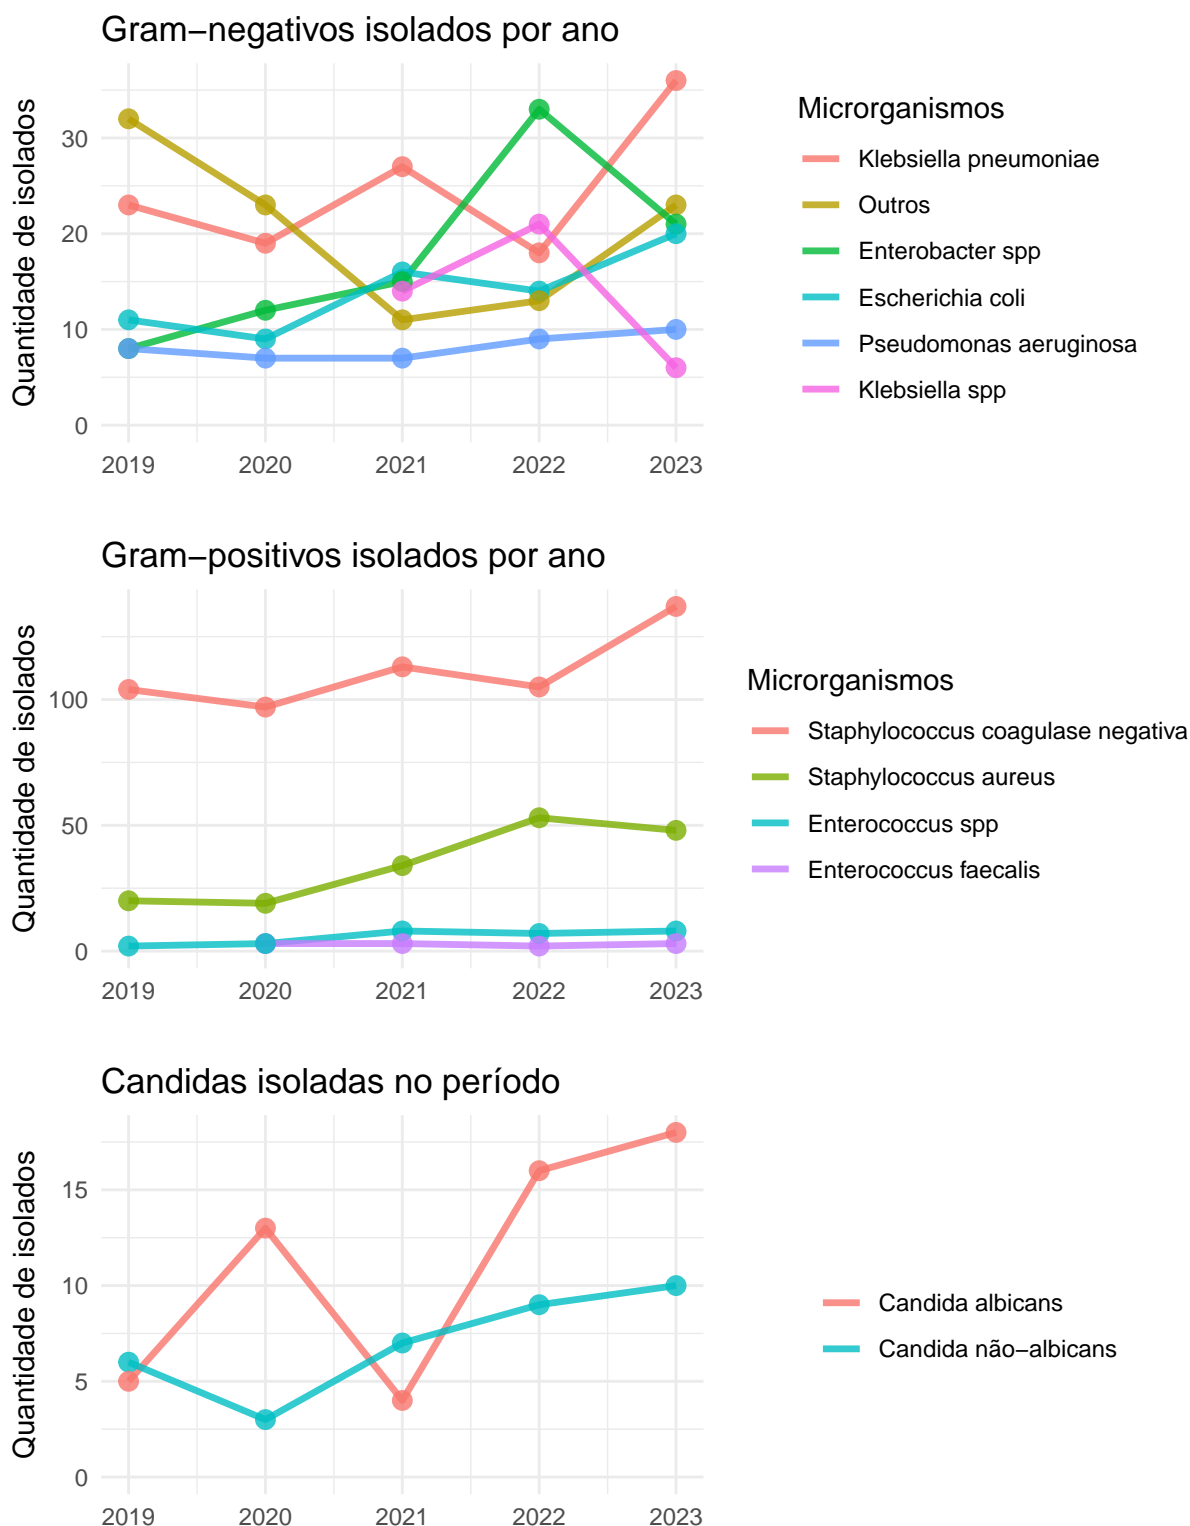 Gram−negativos isolados por ano
Quantidade de isolados
30
20
10
0
2019 2020 2021 2022 2023
Microrganismos
Klebsiella pneumoniae
Outros
Enterobacter spp
Escherichia coli
Pseudomonas aeruginosa
Klebsiella spp
Gram−positivos isolados por ano
Quantidade de isolados
100
50
0
2019 2020 2021 2022 2023
Microrganismos
Staphylococcus coagulase negativa
Staphylococcus aureus
Enterococcus spp
Enterococcus faecalis
Candidas isoladas no período
Quantidade de isolados
15
10
5
0
2019 2020 2021 2022 2023
Candida albicans
Candida não−albicans